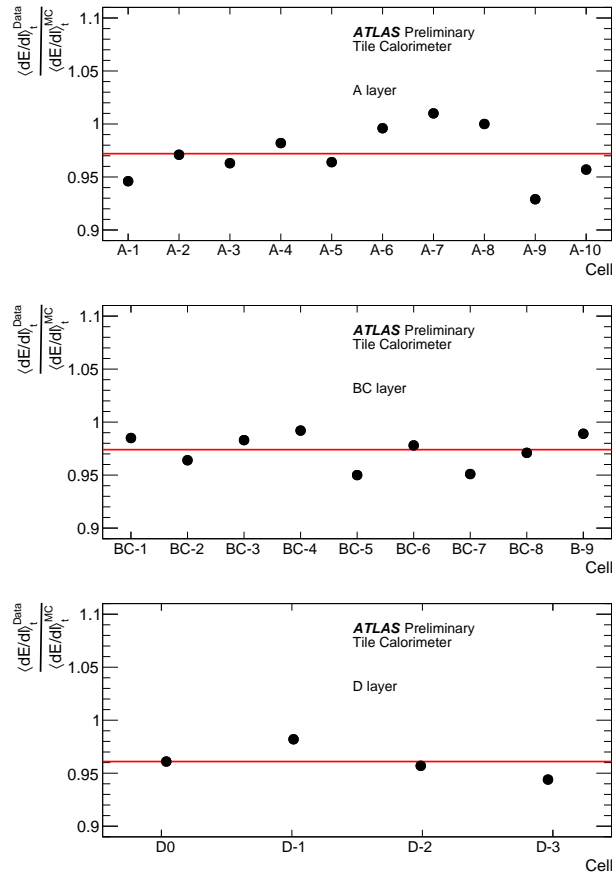 ⟨dE/dl⟩ₜᴰᵃᵗᵃ
⟨dE/dl⟩ₜᴹᶜ
1.1
1.05
1
0.95
0.9
ATLAS Preliminary
Tile Calorimeter
A layer
A-1 A-2 A-3 A-4 A-5 A-6 A-7 A-8 A-9 A-10
Cell
⟨dE/dl⟩ₜᴰᵃᵗᵃ
⟨dE/dl⟩ₜᴹᶜ
1.1
1.05
1
0.95
0.9
ATLAS Preliminary
Tile Calorimeter
BC layer
BC-1 BC-2 BC-3 BC-4 BC-5 BC-6 BC-7 BC-8 B-9
Cell
⟨dE/dl⟩ₜᴰᵃᵗᵃ
⟨dE/dl⟩ₜᴹᶜ
1.1
1.05
1
0.95
0.9
ATLAS Preliminary
Tile Calorimeter
D layer
D0 D-1 D-2 D-3
Cell